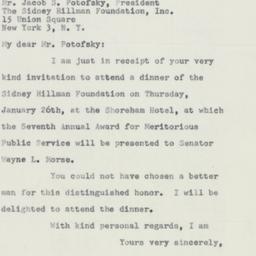 Mr. Jacob S. Potofsky, President
The Sidney Hillman Foundation, Inc.
15 Union Square
New York 3, N. Y.
My dear Mr. Potofsky:
I am just in receipt of your very
kind invitation to attend a dinner of the
Sidney Hillman Foundation on Thursday,
January 26th, at the Shoreham Hotel, at which
the Seventh Annual Award for Meritorious
Public Service will be presented to Senator
Wayne L. Morse.
You could not have chosen a better
man for this distinguished honor. I will be
delighted to attend the dinner.
With kind personal regards, I am
Yours very sincerely,